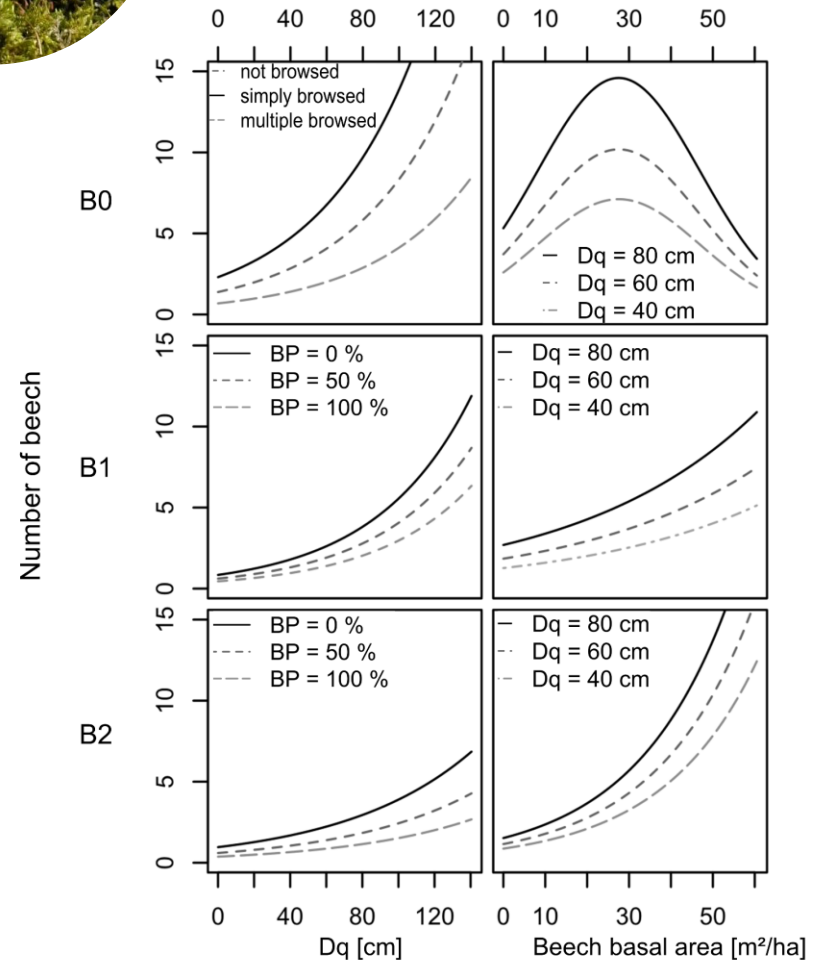 0 40 80 120 0 10 30 50
15
10
5
0
B0
not browsed
simply browsed
multiple browsed
Dq = 80 cm
Dq = 60 cm
Dq = 40 cm
15
10
5
0
Number of beech
B1
BP = 0 %
BP = 50 %
BP = 100 %
Dq = 80 cm
Dq = 60 cm
Dq = 40 cm
15
10
5
0
B2
BP = 0 %
BP = 50 %
BP = 100 %
Dq = 80 cm
Dq = 60 cm
Dq = 40 cm
0 40 80 120 0 10 30 50
Dq [cm] Beech basal area [m²/ha]